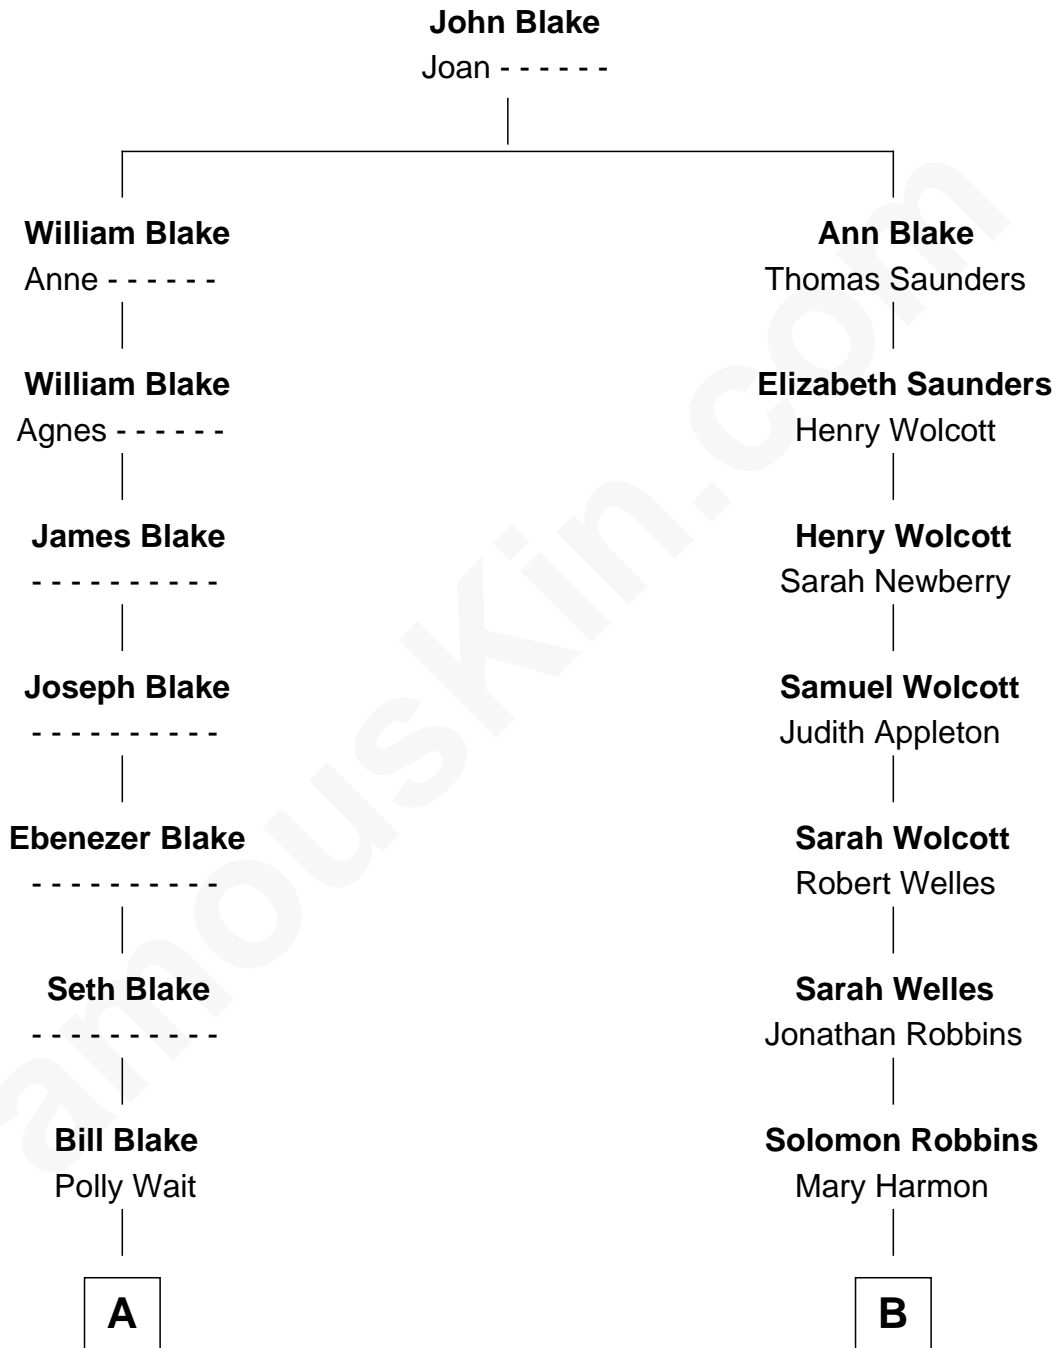 John Blake
Joan - - - - - -
William Blake
Anne - - - - - -
Ann Blake
Thomas Saunders
William Blake
Agnes - - - - - -
Elizabeth Saunders
Henry Wolcott
James Blake
- - - - - - - - - -
Henry Wolcott
Sarah Newberry
Joseph Blake
- - - - - - - - - -
Samuel Wolcott
Judith Appleton
Ebenezer Blake
- - - - - - - - - -
Sarah Wolcott
Robert Welles
Seth Blake
- - - - - - - - - -
Sarah Welles
Jonathan Robbins
Bill Blake
Polly Wait
Solomon Robbins
Mary Harmon
A
B
amousKin.com